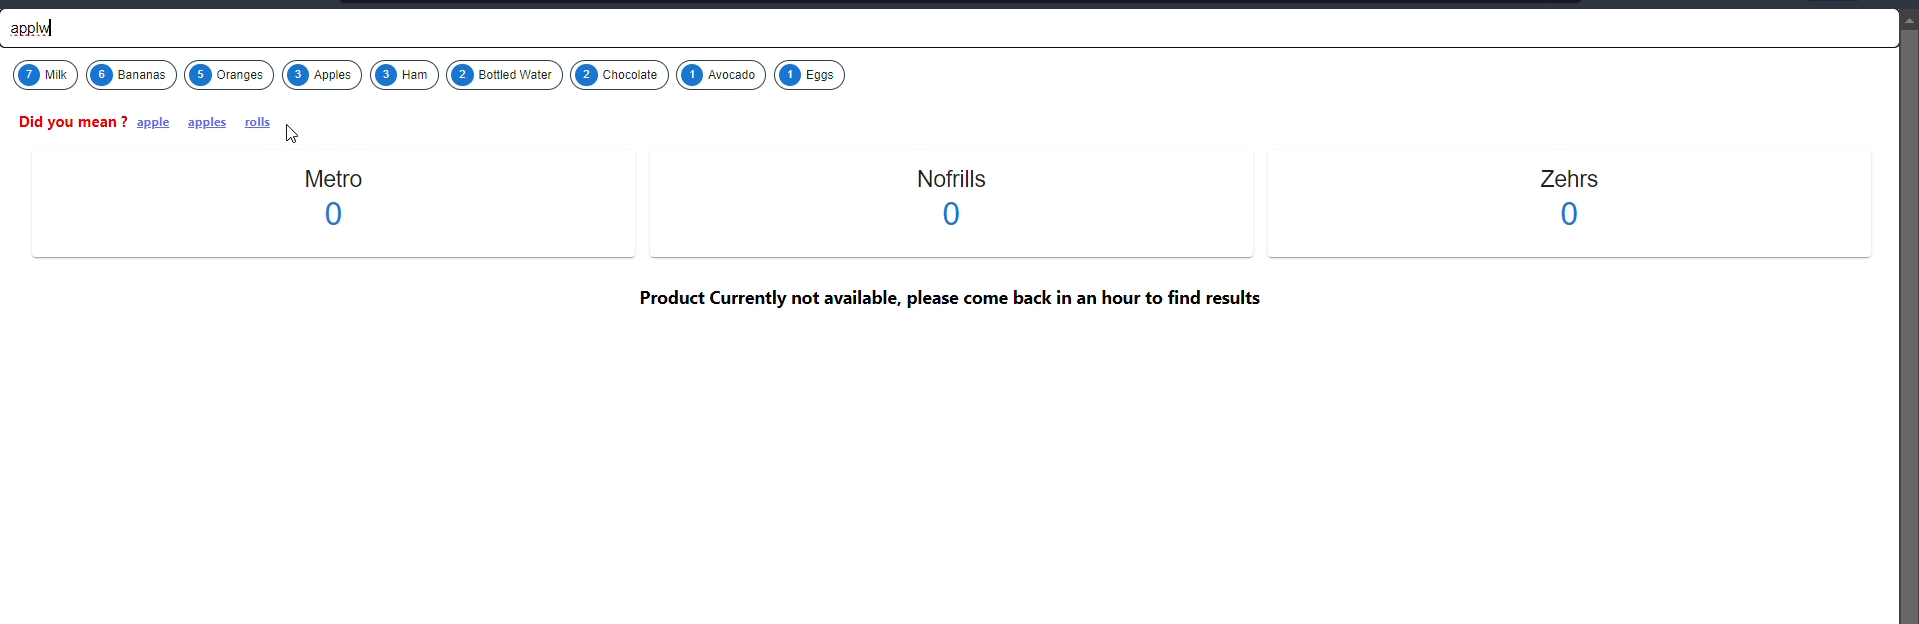 applw
7 Milk 6 Bananas 5 Oranges 3 Apples 3 Ham 2 Bottled Water 2 Chocolate 1 Avocado 1 Eggs
Did you mean ? apple apples rolls
Metro Nofrills Zehrs
0 0 0
Product Currently not available, please come back in an hour to find results